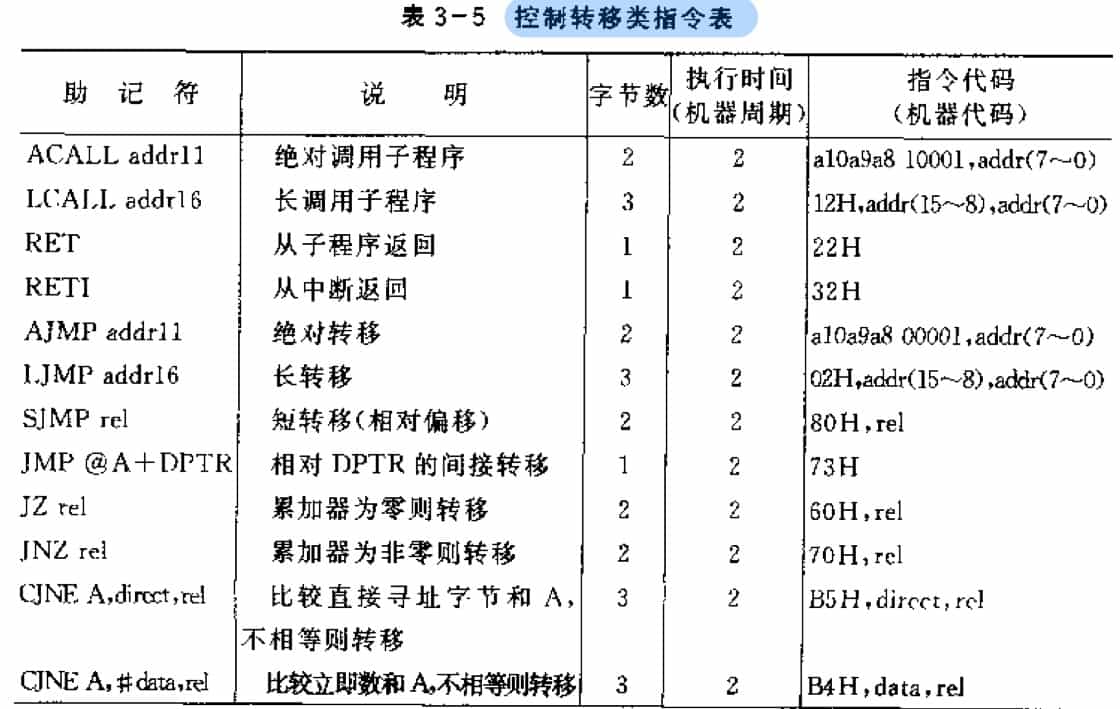 表 3-5 控制转移类指令表
助 记 符 说 明 字节数 执行时间(机器周期) 指令代码(机器代码)
ACALL addr11 绝对调用子程序 2 2 a10a9a8 10001,addr(7~0)
LCALL addr16 长调用子程序 3 2 12H,addr(15~8),addr(7~0)
RET 从子程序返回 1 2 22H
RETI 从中断返回 1 2 32H
AJMP addr11 绝对转移 2 2 a10a9a8 00001,addr(7~0)
LJMP addr16 长转移 3 2 02H,addr(15~8),addr(7~0)
SJMP rel 短转移(相对偏移) 2 2 80H,rel
JMP @A+DPTR 相对 DPTR 的间接转移 1 2 73H
JZ rel 累加器为零则转移 2 2 60H,rel
JNZ rel 累加器为非零则转移 2 2 70H,rel
CJNE A,direct,rel 比较直接寻址字节和 A, 3 2 B5H,direct,rel
不相等则转移
CJNE A,#data,rel 比较立即数和 A,不相等则转移 3 2 B4H,data,rel